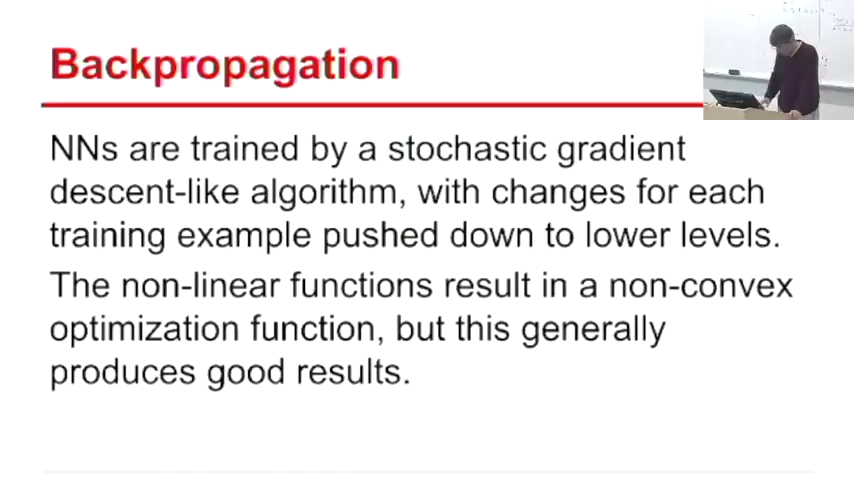 Backpropagation
NNs are trained by a stochastic gradient
descent-like algorithm, with changes for each
training example pushed down to lower levels.
The non-linear functions result in a non-convex
optimization function, but this generally
produces good results.